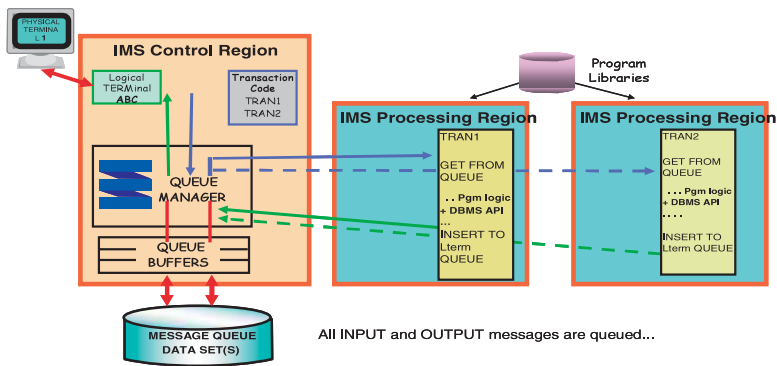 PHYSICAL
TERMINA
L 1
IMS Control Region
Logical
TERMinal
ABC
Transaction
Code
TRAN1
TRAN2
QUEUE
MANAGER
QUEUE
BUFFERS
MESSAGE QUEUE
DATA SET(S)
Program
Libraries
IMS Processing Region
TRAN1
GET FROM
QUEUE
.. Pgm logic
+ DBMS API
...
INSERT TO
Lterm
QUEUE
IMS Processing Region
TRAN2
GET FROM
QUEUE
... Pgm logic
+ DBMS API
....
INSERT TO
Lterm QUEUE
All INPUT and OUTPUT messages are queued...